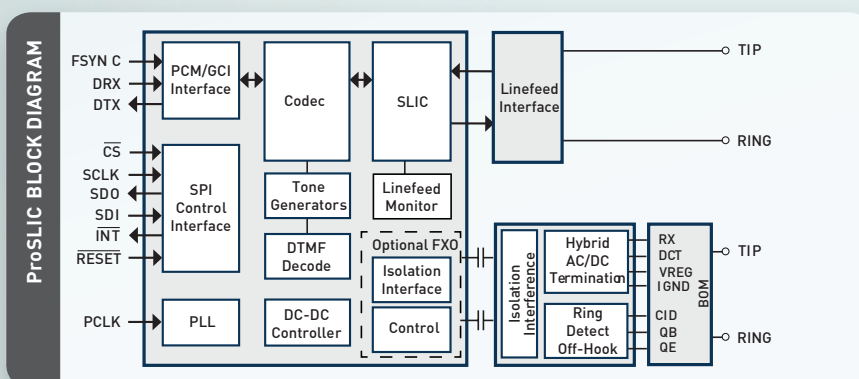 ProSLIC BLOCK DIAGRAM
FSYN C
DRX
DTX
PCM/GCI
Interface
Codec
SLIC
Linefeed
Interface
TIP
RING
CS
SCLK
SDO
SDI
INT
RESET
SPI
Control
Interface
Tone
Generators
Linefeed
Monitor
DTMF
Decode
Optional FXO
Isolation
Interface
Control
PCLK
PLL
DC-DC
Controller
Isolation
Interference
Hybrid
AC/DC
Termination
Ring
Detect
Off-Hook
RX
DCT
VREG
IGND
CID
QB
QE
BOM
TIP
RING